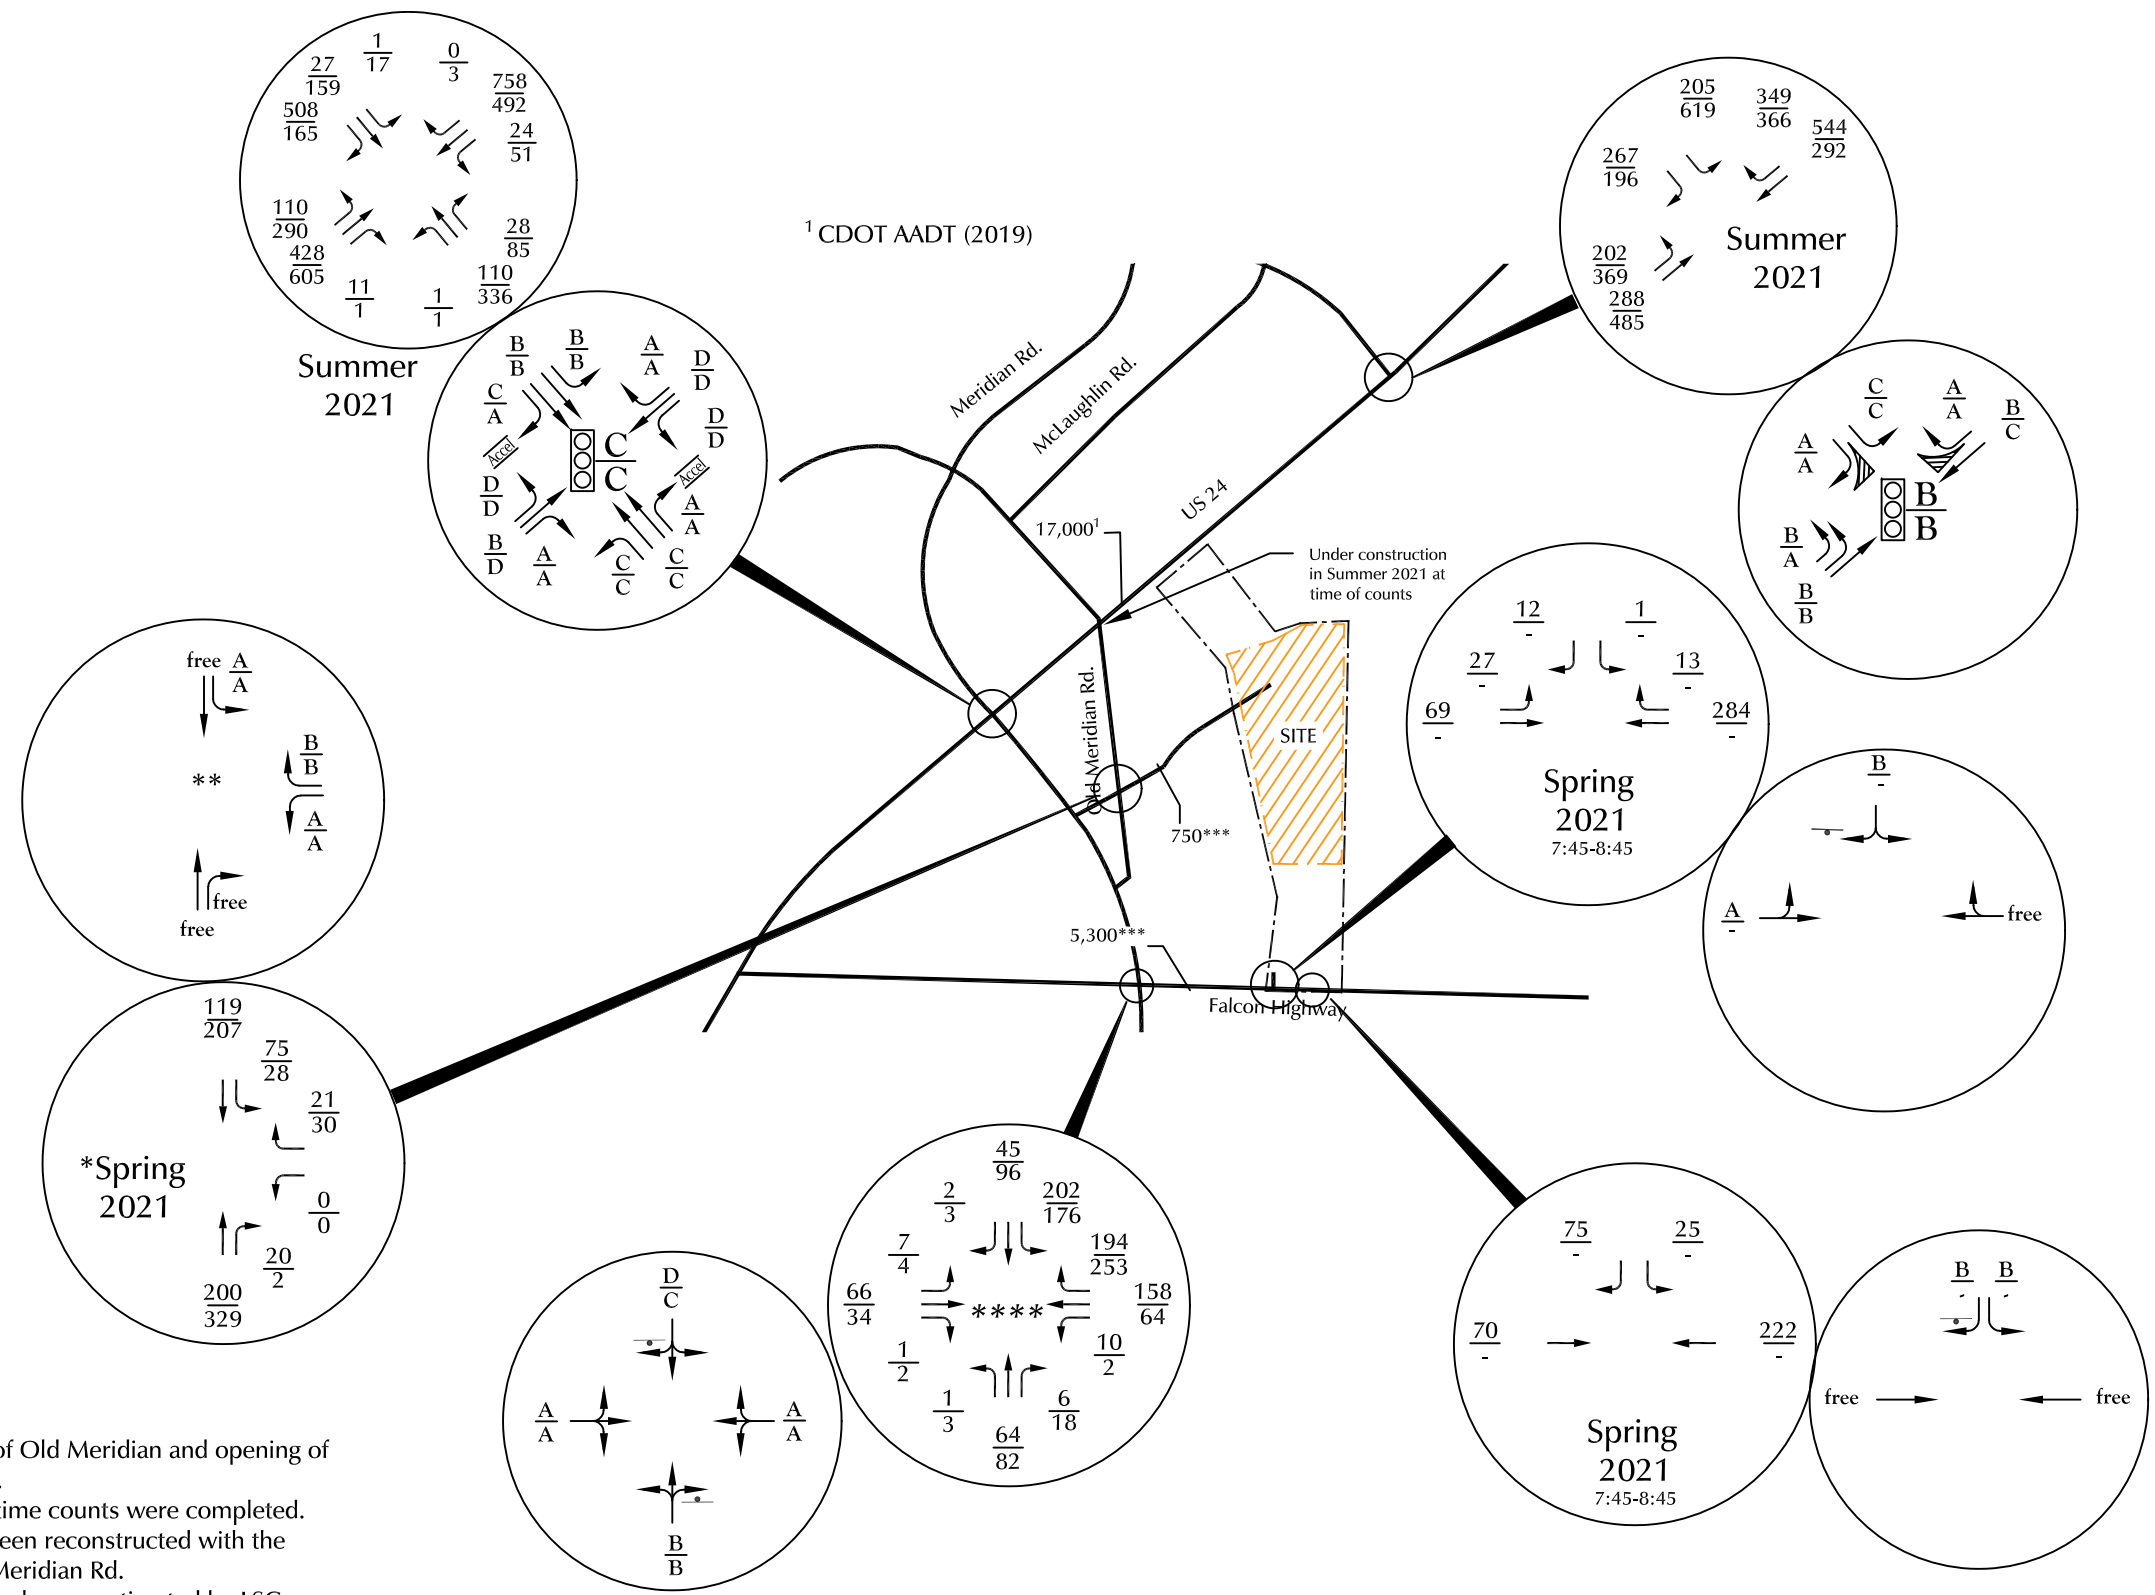 1
17
0
3
27
159
758
492
508
165
24
51
110
290
28
85
428
605
110
336
11
1
1
1
Summer
2021
B
B
B
B
A
A
D
D
C
A
D
D
Accel
C
C
Accel
D
D
A
A
B
D
A
A
C
C
C
C
1 CDOT AADT (2019)
Meridian Rd.
McLaughlin Rd.
US 24
17,000¹
Under construction
in Summer 2021 at
time of counts
Old Meridian Rd.
SITE
750***
5,300***
Falcon Highway
205
619
349
366
544
292
267
196
202
369
288
485
Summer
2021
C
C
A
A
B
C
A
A
B
B
B
A
B
B
12
-
1
-
27
-
13
-
69
-
284
-
Spring
2021
7:45-8:45
B
-
A
-
free
free
A
A
B
B
**
A
A
free
free
119
207
75
28
21
30
*Spring
2021
0
0
20
2
200
329
45
96
2
3
202
176
7
4
194
253
66
34
****
158
64
1
2
10
2
1
3
6
18
64
82
D
C
A
A
A
A
B
B
75
-
25
-
70
-
222
-
Spring
2021
7:45-8:45
B
-
B
-
free
free
of Old Meridian and opening of
.
time counts were completed.
een reconstructed with the
Meridian Rd.